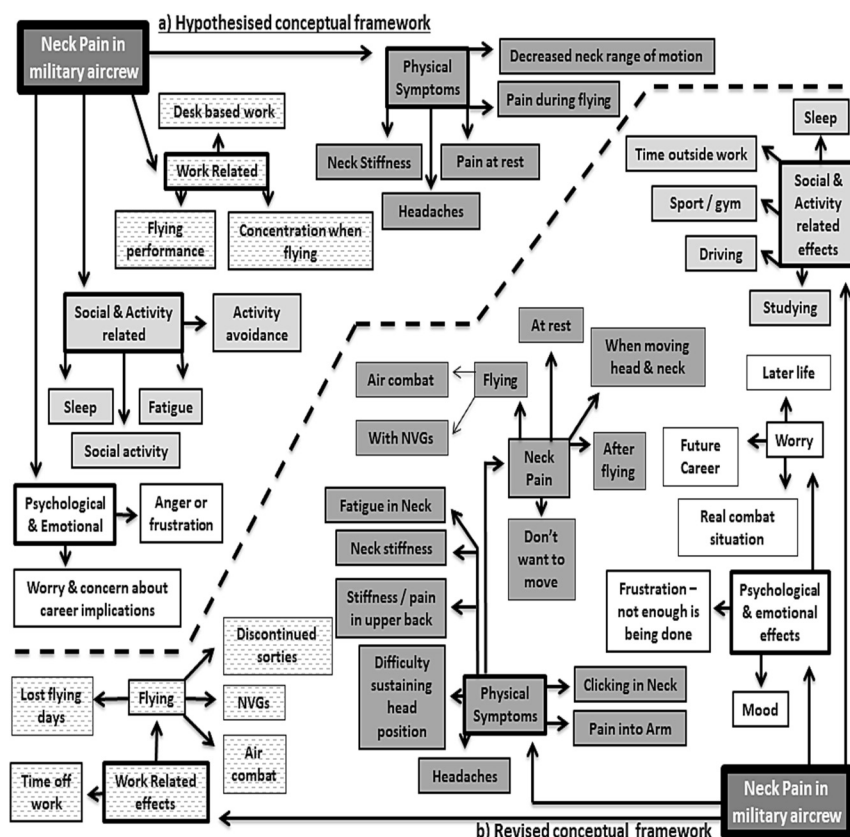 a) Hypothesised conceptual framework
Neck Pain in
military aircrew
Physical
Symptoms
Decreased neck range of motion
Pain during flying
Pain at rest
Headaches
Neck Stiffness
Desk based work
Work Related
Flying
performance
Concentration when
flying
Social & Activity
related
Activity
avoidance
Sleep
Fatigue
Social activity
Psychological
& Emotional
Anger or
frustration
Worry & concern about
career implications
Sleep
Time outside work
Social &
Activity
related
effects
Sport / gym
Driving
Studying
At rest
When moving
head & neck
Air combat
Flying
With NVGs
Neck
Pain
After
flying
Don't
want to
move
Later life
Future
Career
Worry
Real combat
situation
Fatigue in Neck
Neck stiffness
Stiffness / pain
in upper back
Difficulty
sustaining
head
position
Physical
Symptoms
Clicking in Neck
Pain into Arm
Headaches
Frustration –
not enough is
being done
Psychological
& emotional
effects
Mood
Discontinued
sorties
Lost flying
days
Flying
NVGs
Air
combat
Time off
work
Work Related
effects
Neck Pain in
military aircrew
b) Revised conceptual framework